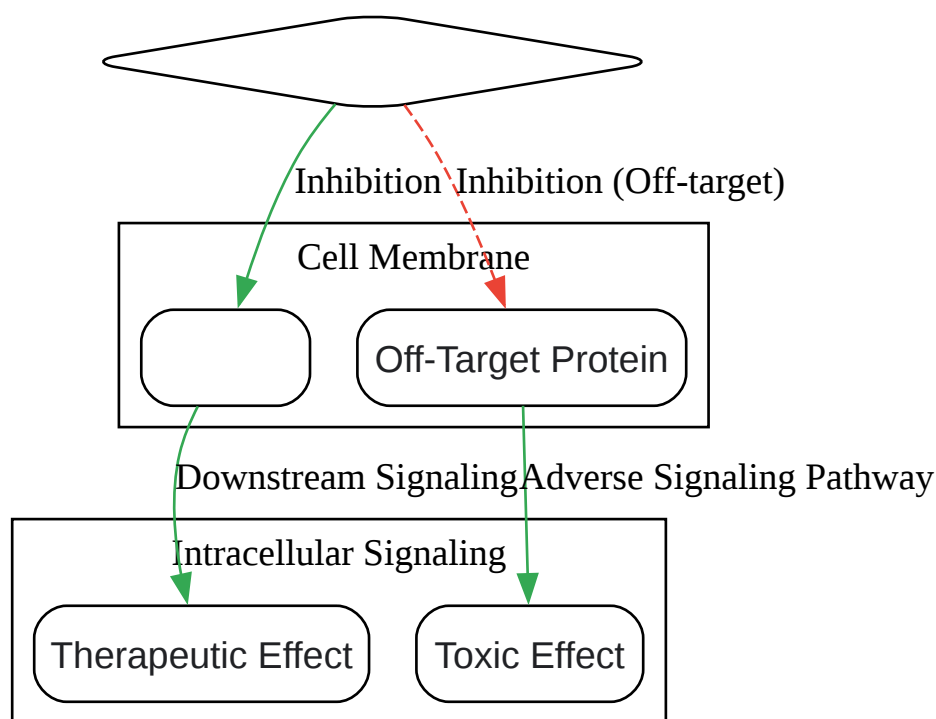 Inhibition
Inhibition (Off-target)
Cell Membrane
Off-Target Protein
Downstream Signaling
Adverse Signaling Pathway
Intracellular Signaling
Therapeutic Effect
Toxic Effect